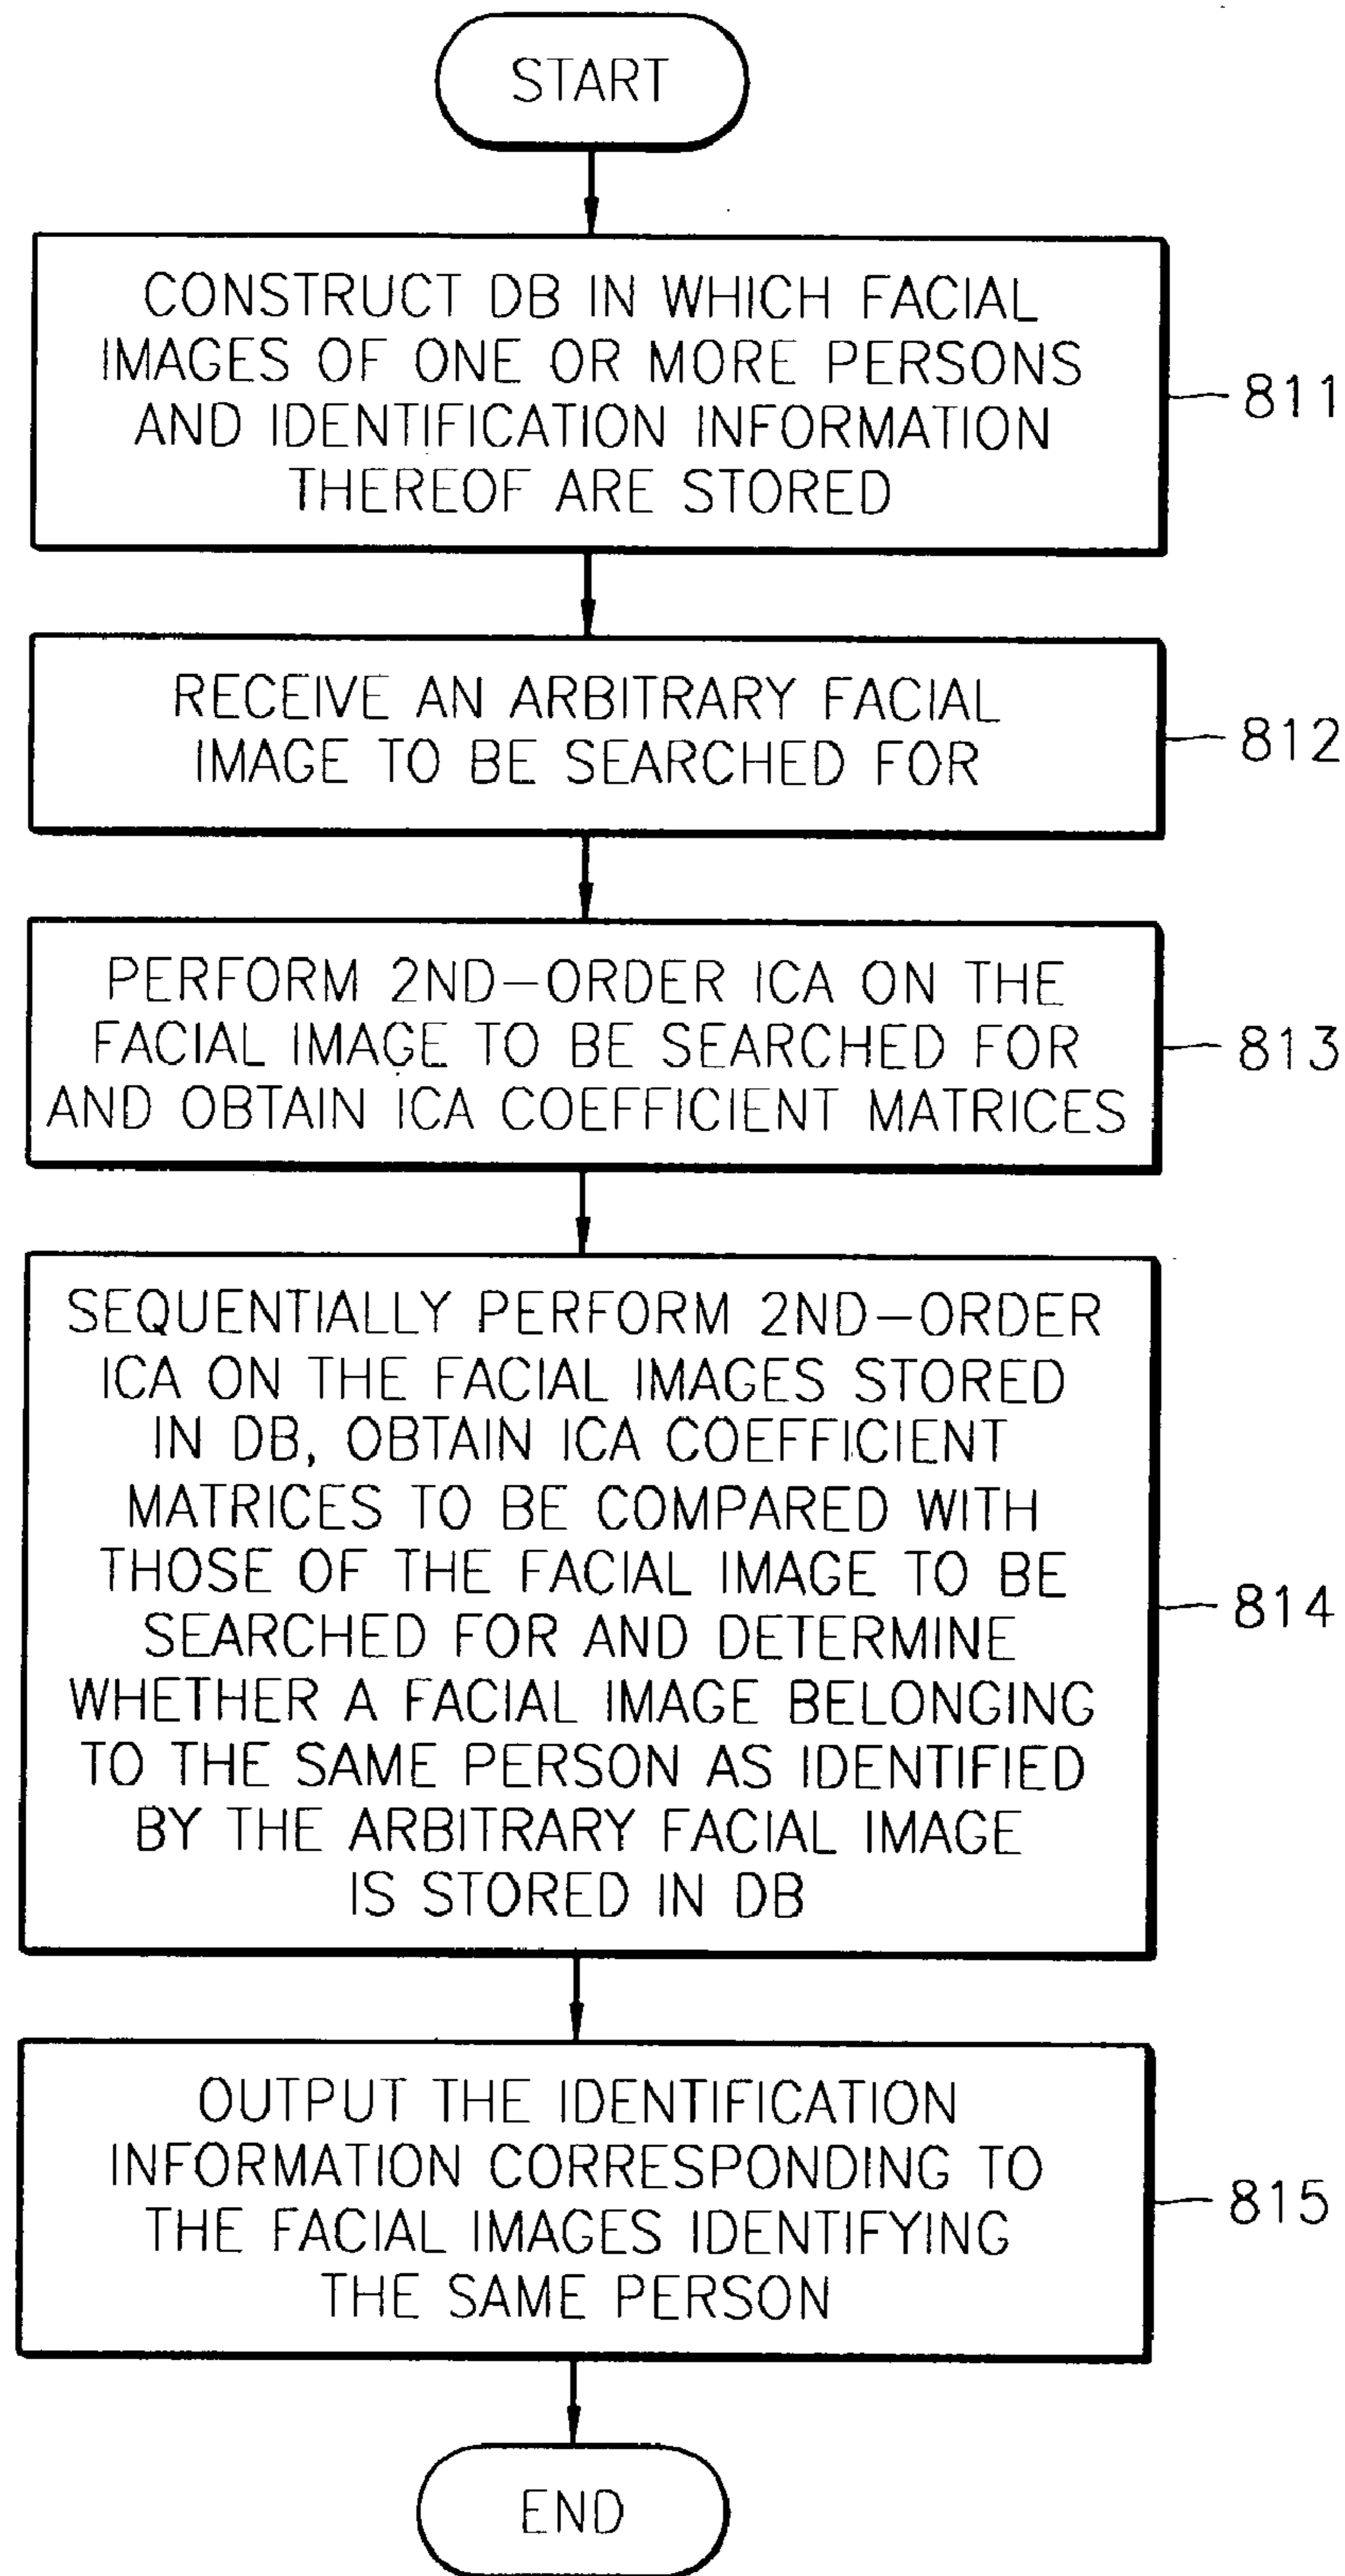 START
CONSTRUCT DB IN WHICH FACIAL
IMAGES OF ONE OR MORE PERSONS
AND IDENTIFICATION INFORMATION
THEREOF ARE STORED
811
RECEIVE AN ARBITRARY FACIAL
IMAGE TO BE SEARCHED FOR
812
PERFORM 2ND-ORDER ICA ON THE
FACIAL IMAGE TO BE SEARCHED FOR
AND OBTAIN ICA COEFFICIENT MATRICES
813
SEQUENTIALLY PERFORM 2ND-ORDER
ICA ON THE FACIAL IMAGES STORED
IN DB, OBTAIN ICA COEFFICIENT
MATRICES TO BE COMPARED WITH
THOSE OF THE FACIAL IMAGE TO BE
SEARCHED FOR AND DETERMINE
WHETHER A FACIAL IMAGE BELONGING
TO THE SAME PERSON AS IDENTIFIED
BY THE ARBITRARY FACIAL IMAGE
IS STORED IN DB
814
OUTPUT THE IDENTIFICATION
INFORMATION CORRESPONDING TO
THE FACIAL IMAGES IDENTIFYING
THE SAME PERSON
815
END